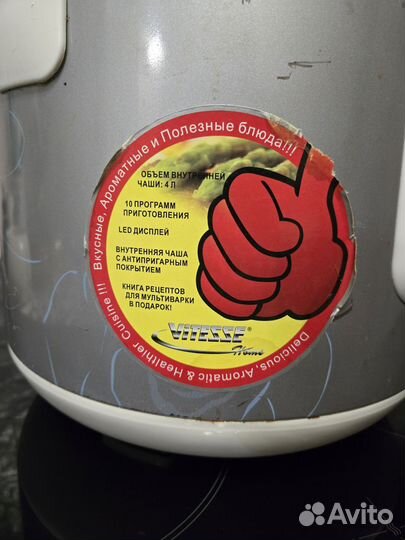 Вкусные, Ароматные и Полезные блюда!!!
ОБЪЕМ ВНУТРЕННЕЙ
ЧАШИ: 4 Л
10 ПРОГРАММ
ПРИГОТОВЛЕНИЯ
LED ДИСПЛЕЙ
ВНУТРЕННЯЯ ЧАША
С АНТИПРИГАРНЫМ
ПОКРЫТИЕМ
КНИГА РЕЦЕПТОВ
ДЛЯ МУЛЬТИВАРКИ
В ПОДАРОК!
VITESSE®
Home
Delicious, Aromatic & Healthier Cuisine !!!
Avito